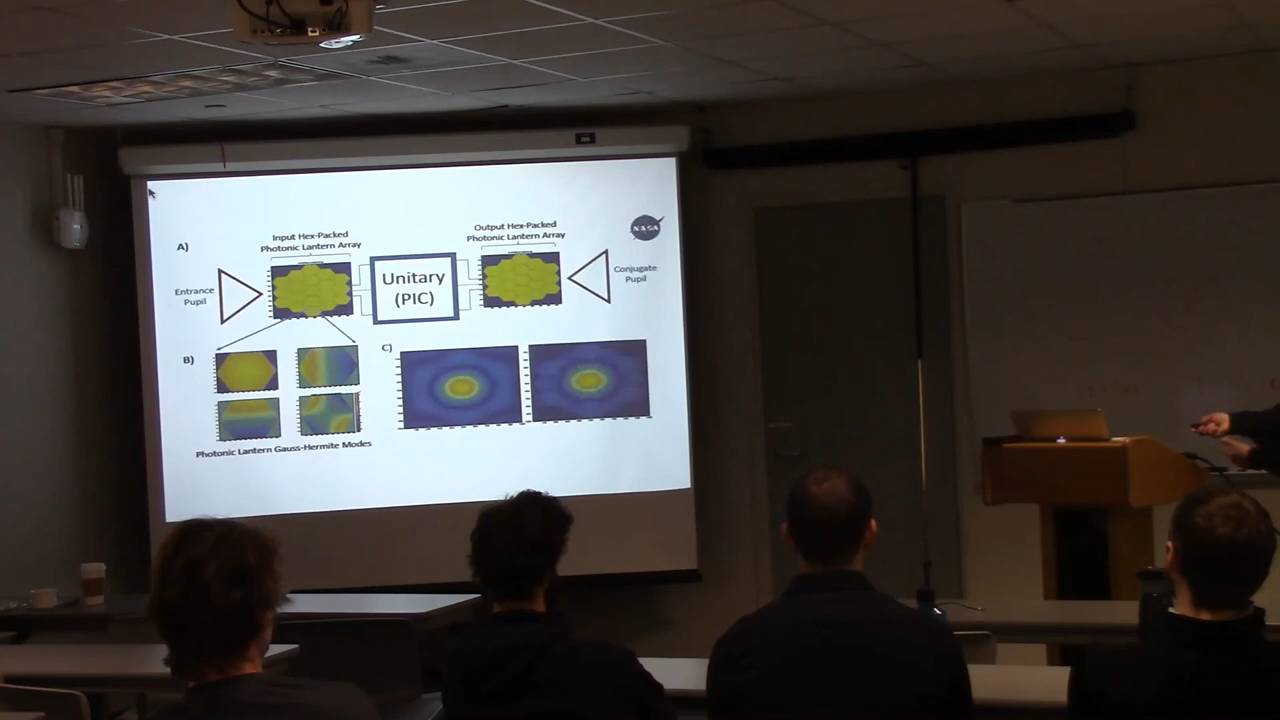 A)
Input Hex-Packed
Photonic Lantern Array
Output Hex-Packed
Photonic Lantern Array
NASA
Entrance
Pupil
Unitary
(PIC)
Conjugate
Pupil
B)
C)
Photonic Lantern Gauss-Hermite Modes